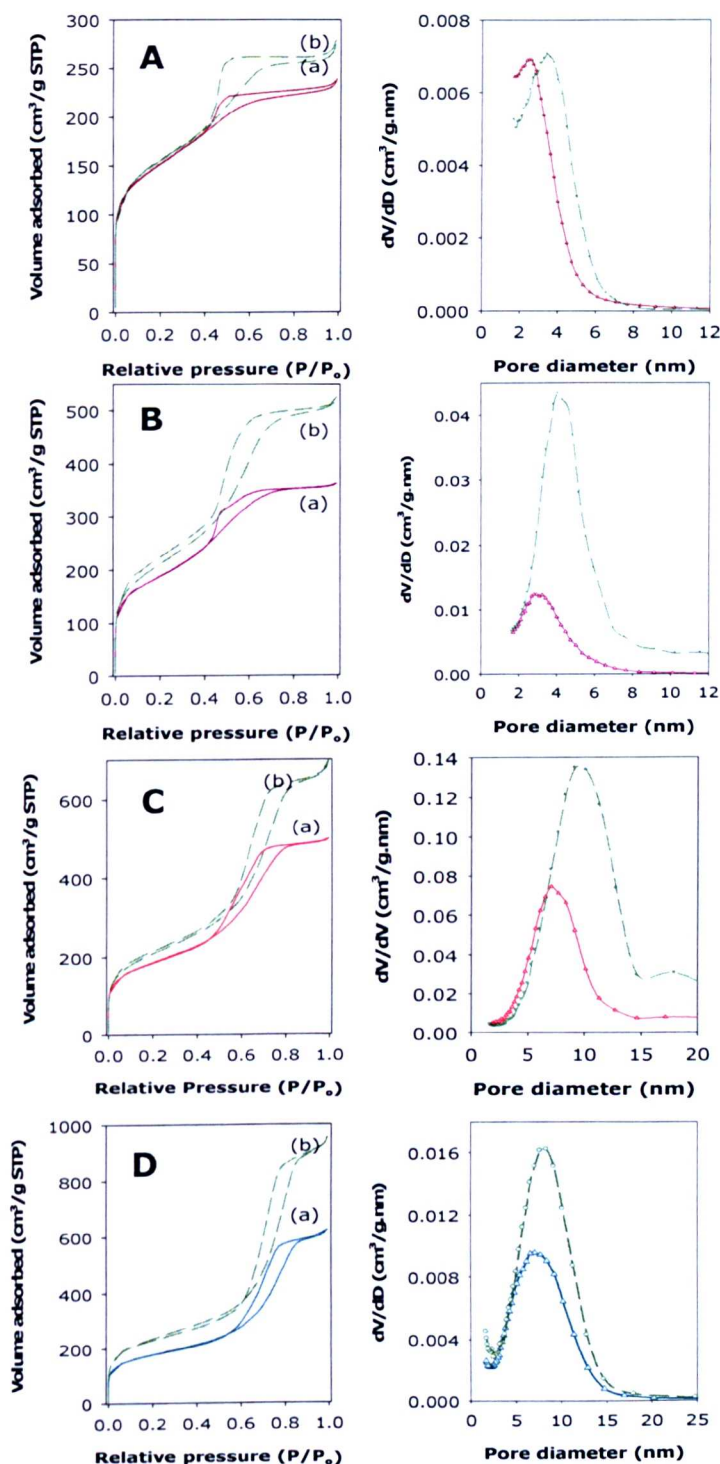 A
(b)
(a)
Volume adsorbed (cm³/g STP)
300
250
200
150
100
50
0
0.0 0.2 0.4 0.6 0.8 1.0
Relative pressure (P/Pₒ)
dV/dD (cm³/g.nm)
0.008
0.006
0.004
0.002
0.000
0 2 4 6 8 10 12
Pore diameter (nm)
B
(b)
(a)
Volume adsorbed (cm³/g STP)
500
400
300
200
100
0
0.0 0.2 0.4 0.6 0.8 1.0
Relative pressure (P/Pₒ)
dV/dD (cm³/g.nm)
0.04
0.03
0.02
0.01
0.00
0 2 4 6 8 10 12
Pore diameter (nm)
C
(b)
(a)
Volume adsorbed (cm³/g STP)
600
400
200
0
0.0 0.2 0.4 0.6 0.8 1.0
Relative Pressure (P/Pₒ)
dV/dV (cm³/g.nm)
0.14
0.12
0.10
0.08
0.06
0.04
0.02
0.00
0 5 10 15 20
Pore diameter (nm)
D
(b)
(a)
Volume adsorbed (cm³/g STP)
1000
800
600
400
200
0
0.0 0.2 0.4 0.6 0.8 1.0
Relative pressure (P/Pₒ)
dV/dD (cm³/g.nm)
0.016
0.012
0.008
0.004
0.000
0 5 10 15 20 25
Pore diameter (nm)